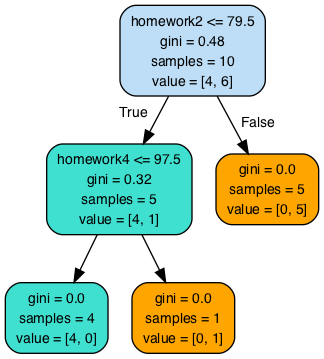 homework2 <= 79.5
gini = 0.48
samples = 10
value = [4, 6]
True
False
homework4 <= 97.5
gini = 0.32
samples = 5
value = [4, 1]
gini = 0.0
samples = 5
value = [0, 5]
gini = 0.0
samples = 4
value = [4, 0]
gini = 0.0
samples = 1
value = [0, 1]